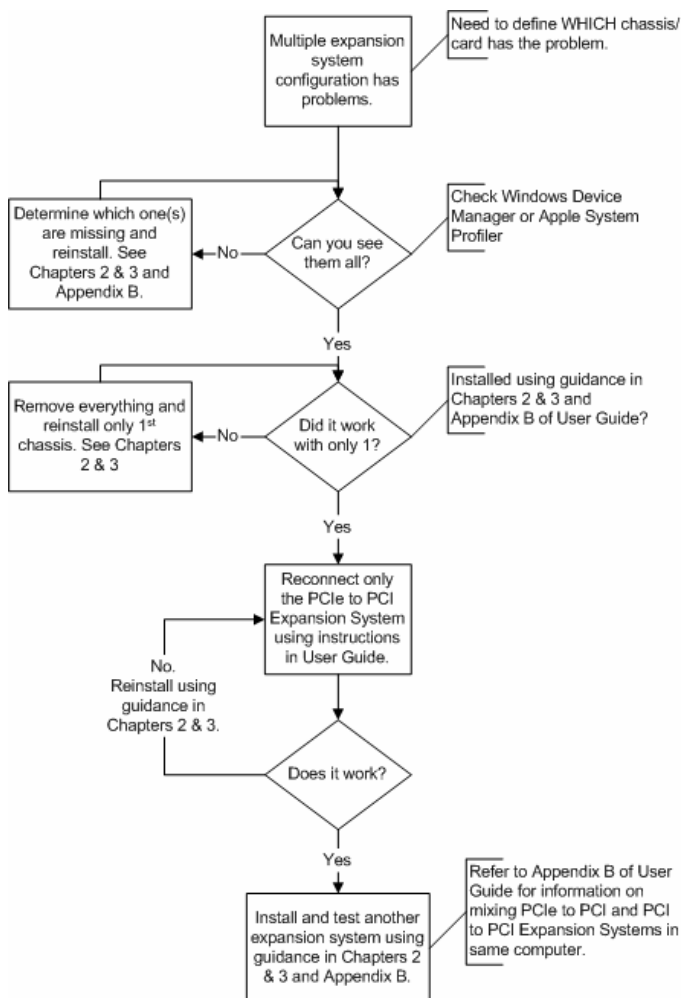 Multiple expansion
system
configuration has
problems.
Need to define WHICH chassis/
card has the problem.
Determine which one(s)
are missing and
reinstall. See
Chapters 2 & 3 and
Appendix B.
No
Can you see
them all?
Check Windows Device
Manager or Apple System
Profiler
Yes
Remove everything and
reinstall only 1st
chassis. See Chapters
2 & 3
No
Did it work
with only 1?
Installed using guidance in
Chapters 2 & 3 and
Appendix B of User Guide?
Yes
Reconnect only
the PCIe to PCI
Expansion System
using instructions
in User Guide.
No.
Reinstall using
guidance in
Chapters 2 & 3.
Does it work?
Yes
Install and test another
expansion system using
guidance in Chapters 2
& 3 and Appendix B.
Refer to Appendix B of User
Guide for information on
mixing PCIe to PCI and PCI
to PCI Expansion Systems in
same computer.